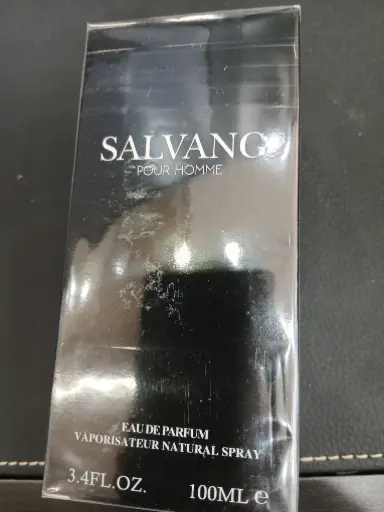 SALVANG
POUR HOMME
EAU DE PARFUM
VAPORISATEUR NATURAL SPRAY
3.4FL.OZ. 100ML e